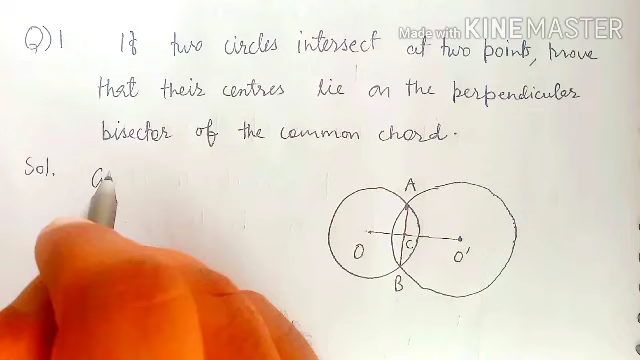 Made with KINEMASTER
Q)1 If two circles intersect at two points, prove
that their centres lie on the perpendicular
bisector of the common chord.
Sol. G
A
O
C
O'
B